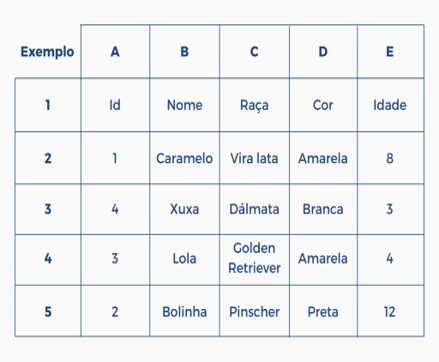 Exemplo A B C D E
1 Id Nome Raça Cor Idade
2 1 Caramelo Vira lata Amarela 8
3 4 Xuxa Dálmata Branca 3
4 3 Lola Golden Retriever Amarela 4
5 2 Bolinha Pinscher Preta 12